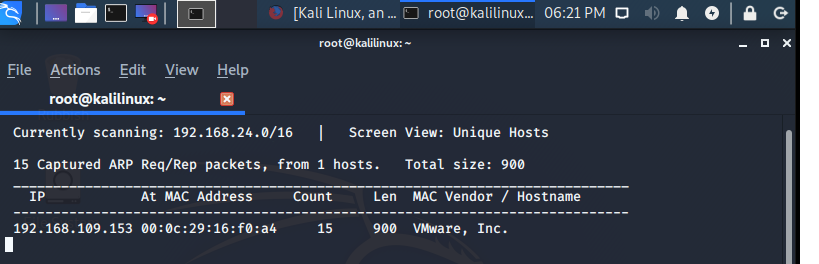 [Kali Linux, an ... root@kalilinux... 06:21 PM
root@kalilinux: ~
File Actions Edit View Help
root@kalilinux: ~
Currently scanning: 192.168.24.0/16 | Screen View: Unique Hosts
15 Captured ARP Req/Rep packets, from 1 hosts. Total size: 900
_____________________________________________________________________________
IP At MAC Address Count Len MAC Vendor / Hostname
-----------------------------------------------------------------------------
192.168.109.153 00:0c:29:16:f0:a4 15 900 VMware, Inc.